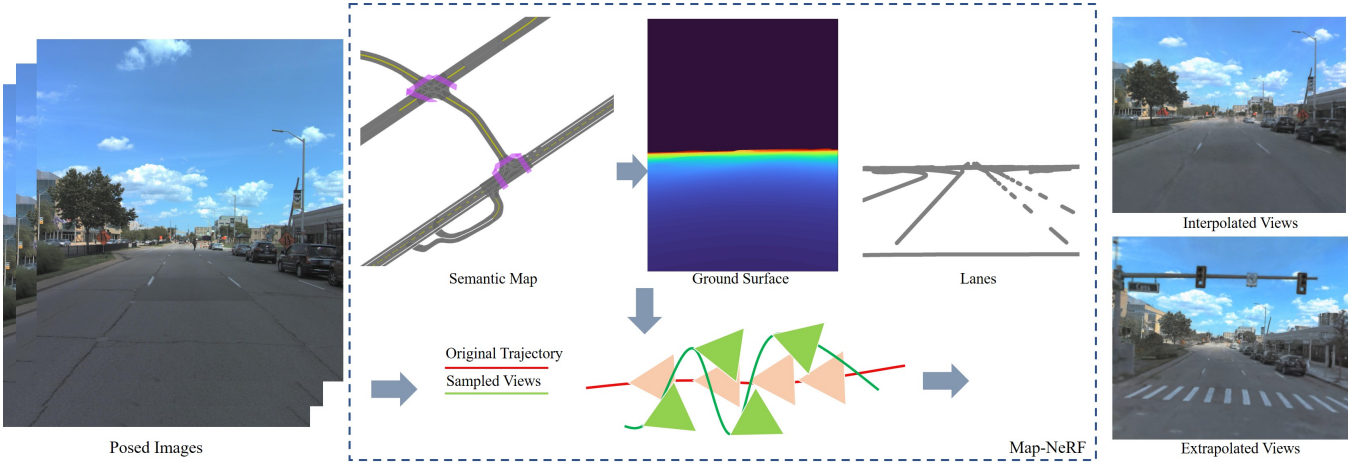 Semantic Map
Ground Surface
Lanes
Original Trajectory
Sampled Views
Posed Images
Map-NeRF
Interpolated Views
Extrapolated Views